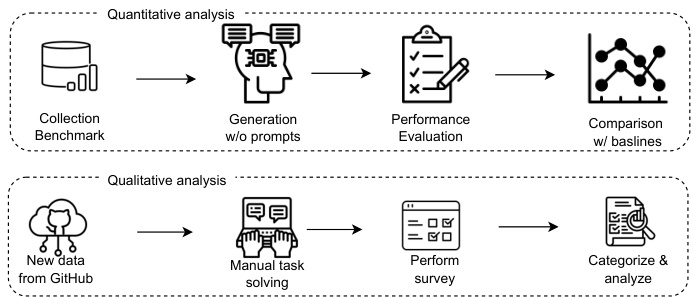 Quantitative analysis
Collection
Benchmark
Generation
w/o prompts
Performance
Evaluation
Comparison
w/ baslines
Qualitative analysis
New data
from GitHub
Manual task
solving
Perform
survey
Categorize &
analyze